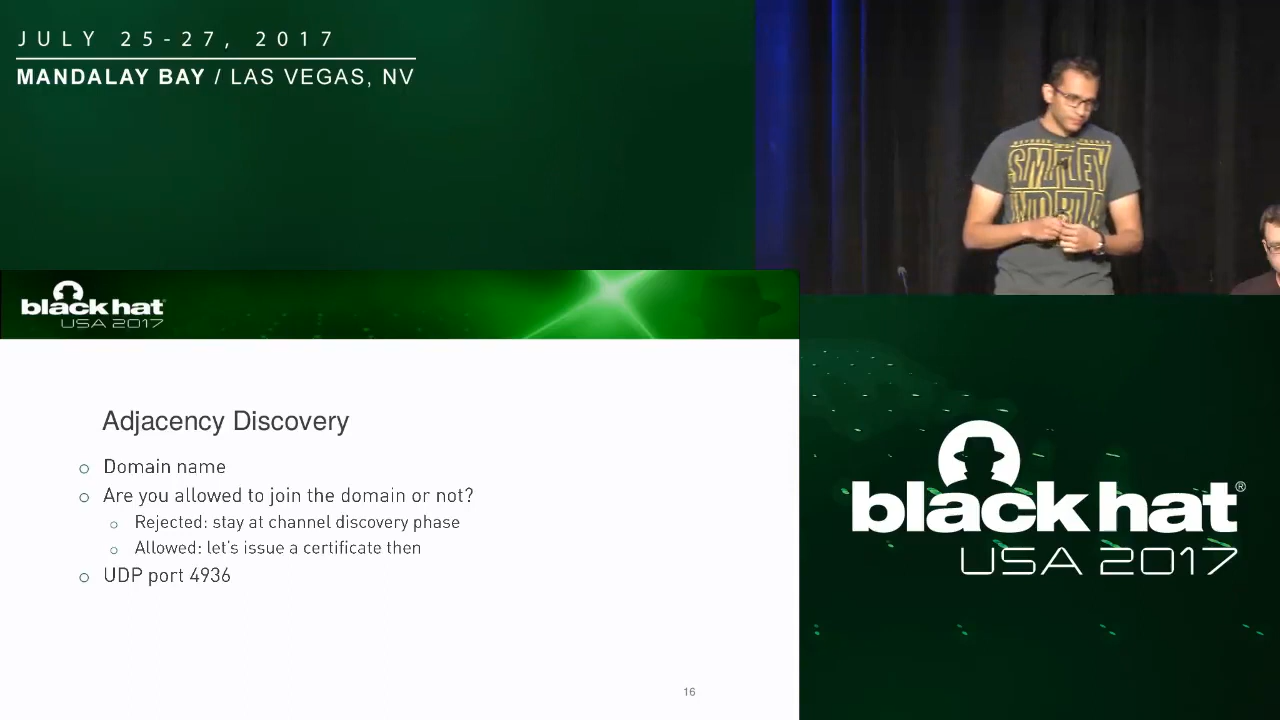 JULY 25-27, 2017
MANDALAY BAY / LAS VEGAS, NV
black hat
USA 2017
Adjacency Discovery
Domain name
Are you allowed to join the domain or not?
Rejected: stay at channel discovery phase
Allowed: let's issue a certificate then
UDP port 4936
16
SMILEY
black hat®
USA 2017